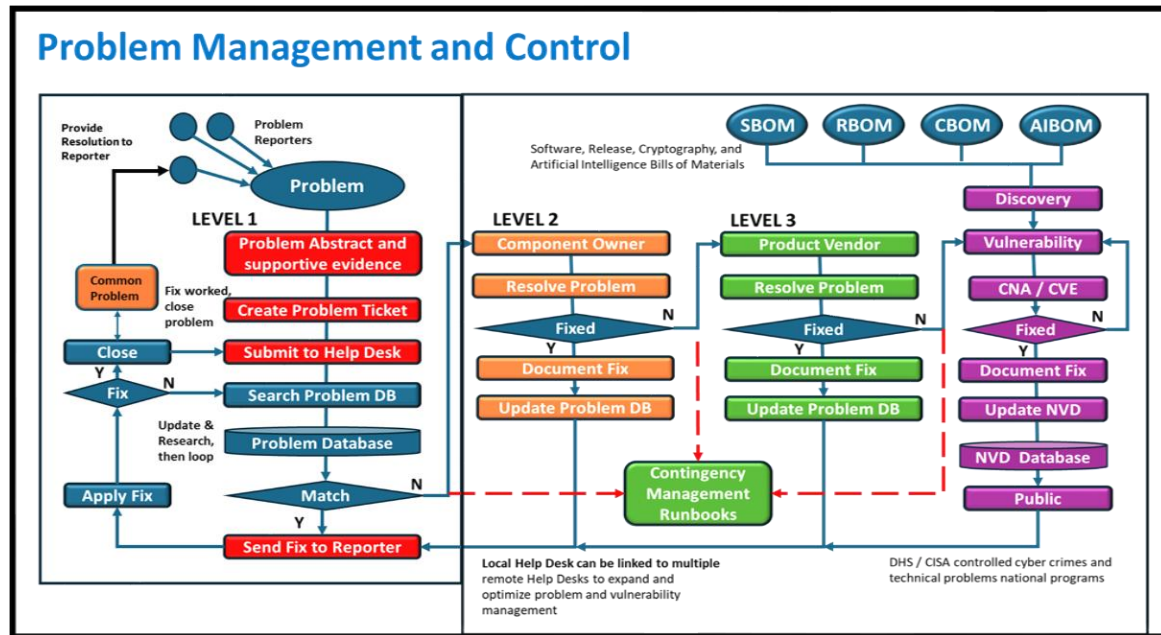 Problem Management and Control
Provide
Resolution to
Reporter
Problem
Reporters
Problem
LEVEL 1
Problem Abstract and
supportive evidence
Common
Problem
Fix worked,
close
problem
Create Problem Ticket
Close
Submit to Help Desk
Y
Fix
N
Search Problem DB
Update &
Research,
then loop
Problem Database
Apply Fix
Match
N
Y
Send Fix to Reporter
SBOM
RBOM
CBOM
AIBOM
Software, Release, Cryptography, and
Artificial Intelligence Bills of Materials
LEVEL 2
Component Owner
Resolve Problem
Fixed
N
Y
Document Fix
Update Problem DB
LEVEL 3
Product Vendor
Resolve Problem
Fixed
N
Y
Document Fix
Update Problem DB
Contingency
Management
Runbooks
Discovery
Vulnerability
CNA / CVE
Fixed
N
Y
Document Fix
Update NVD
NVD Database
Public
Local Help Desk can be linked to multiple
remote Help Desks to expand and
optimize problem and vulnerability
management
DHS / CISA controlled cyber crimes and
technical problems national programs